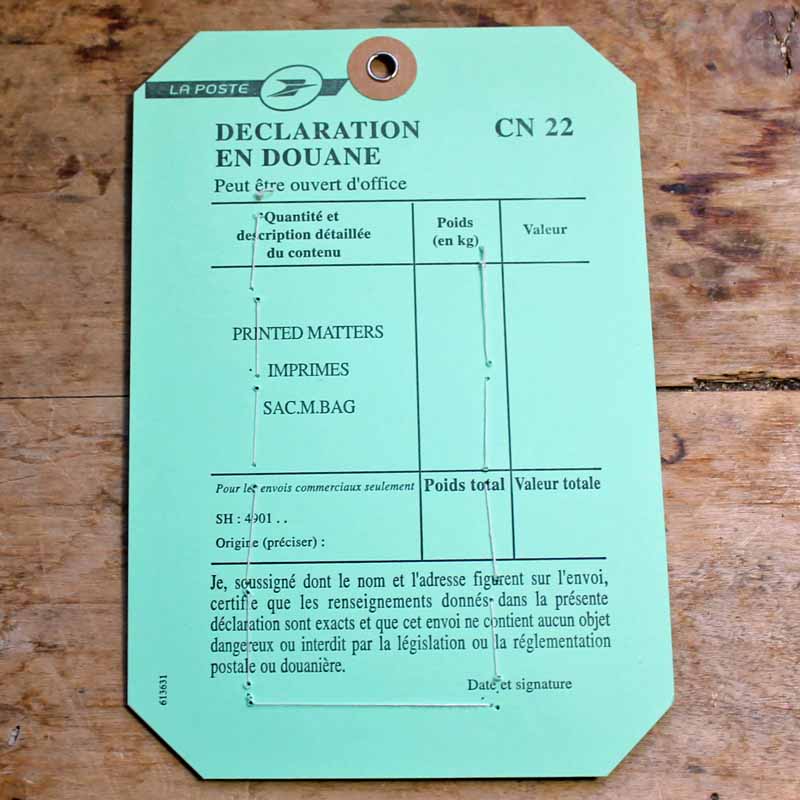 LA POSTE
DECLARATION
EN DOUANE
CN 22
Peut être ouvert d'office
Quantité et
description détaillée
du contenu
Poids
(en kg)
Valeur
PRINTED MATTERS
IMPRIMES
SAC.M.BAG
Pour les envois commerciaux seulement
Poids total
Valeur totale
SH : 4901 . .
Origine (préciser) :
Je, soussigné dont le nom et l'adresse figurent sur l'envoi,
certifie que les renseignements donnés dans la présente
déclaration sont exacts et que cet envoi ne contient aucun objet
dangereux ou interdit par la législation ou la réglementation
postale ou douanière.
Date et signature
613631